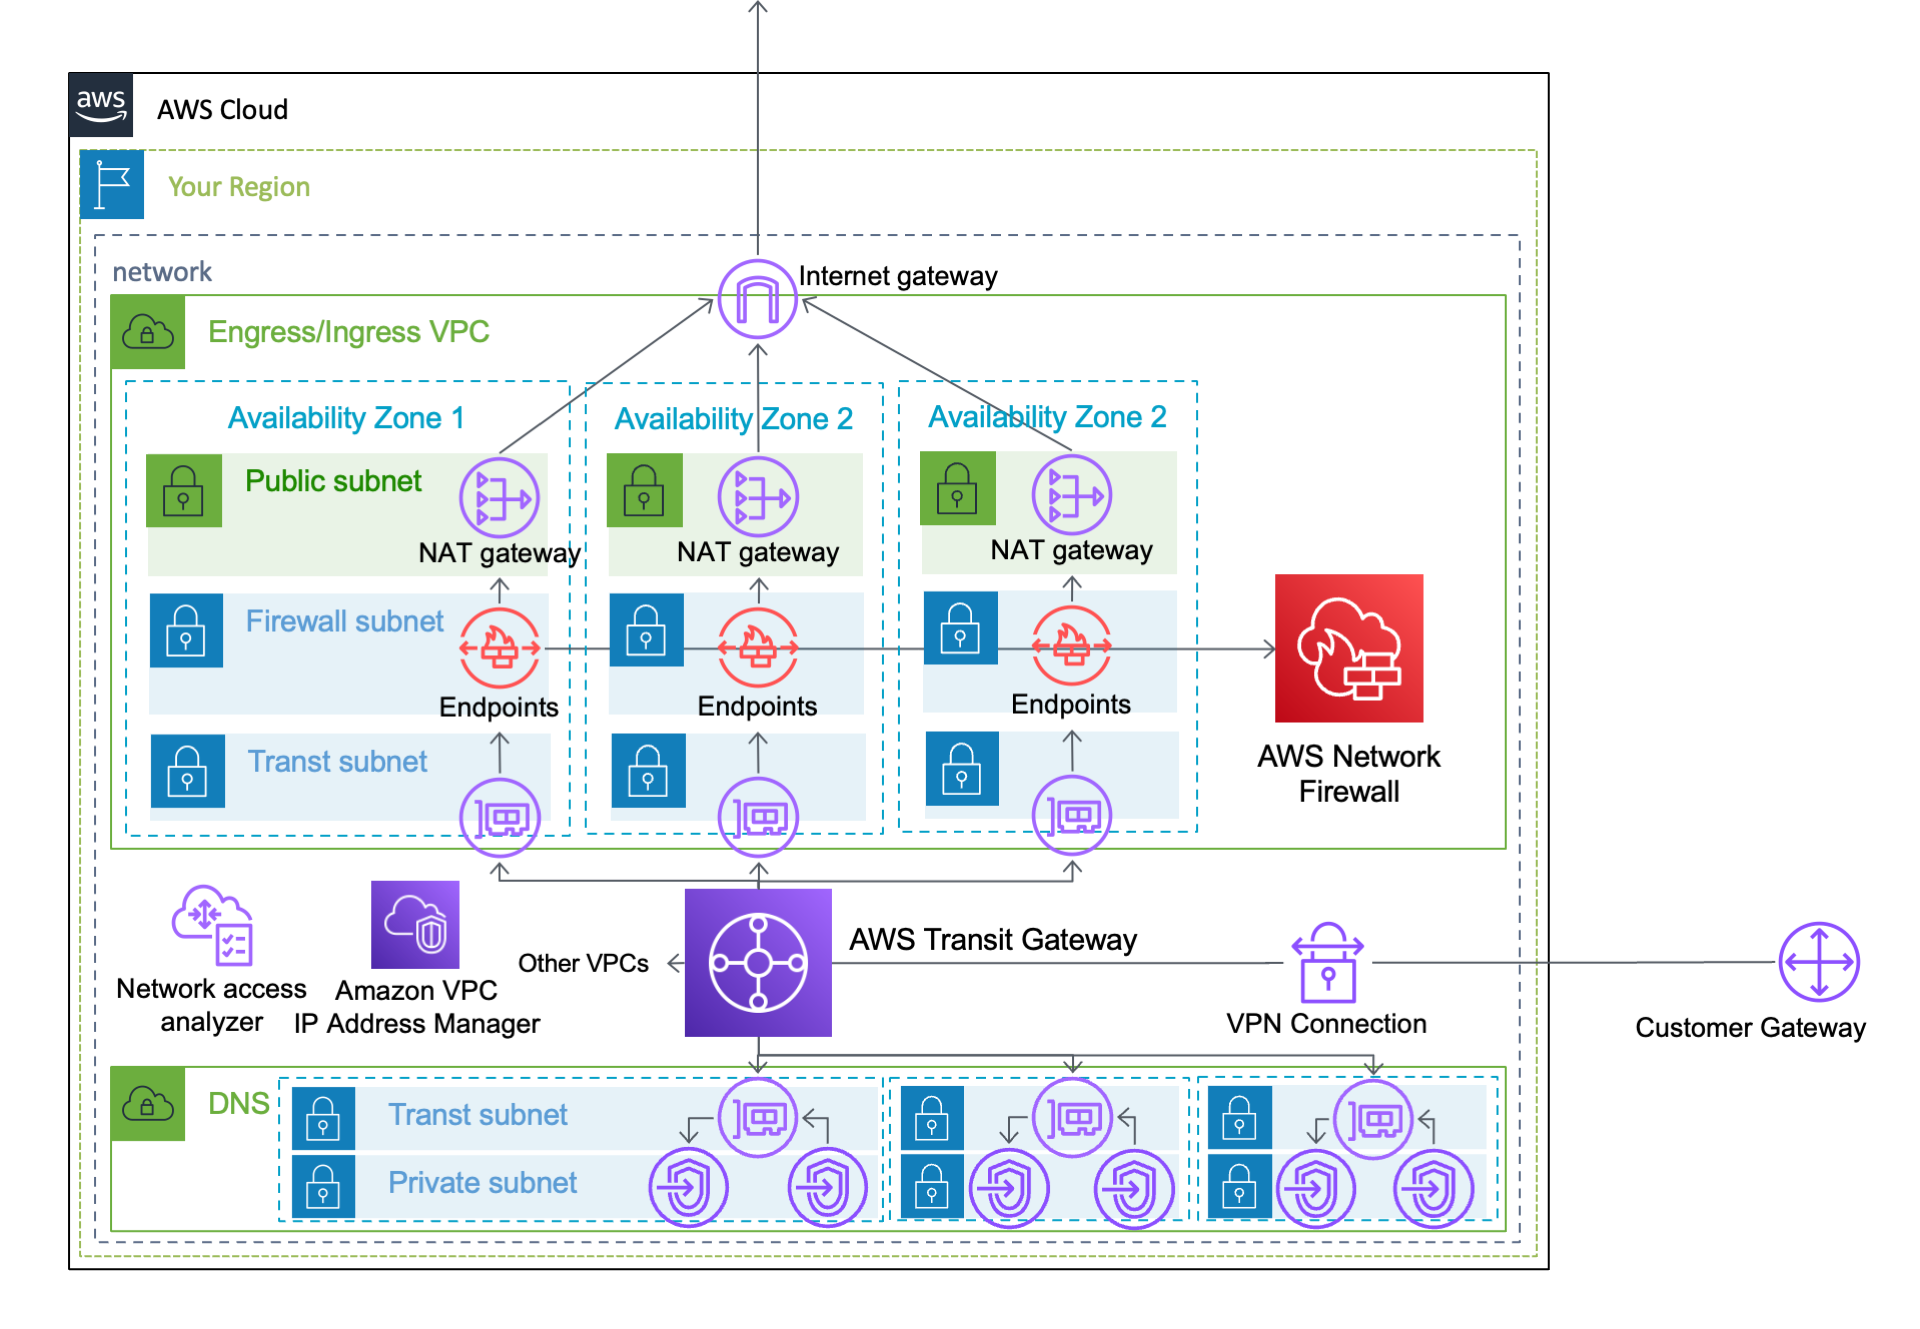 aws
AWS Cloud
Your Region
network
Internet gateway
Engress/Ingress VPC
Availability Zone 1
Availability Zone 2
Availability Zone 2
Public subnet
NAT gateway
NAT gateway
NAT gateway
Firewall subnet
Endpoints
Endpoints
Endpoints
AWS Network
Firewall
Transt subnet
Network access
analyzer
Amazon VPC
IP Address Manager
Other VPCs
AWS Transit Gateway
VPN Connection
Customer Gateway
DNS
Transt subnet
Private subnet